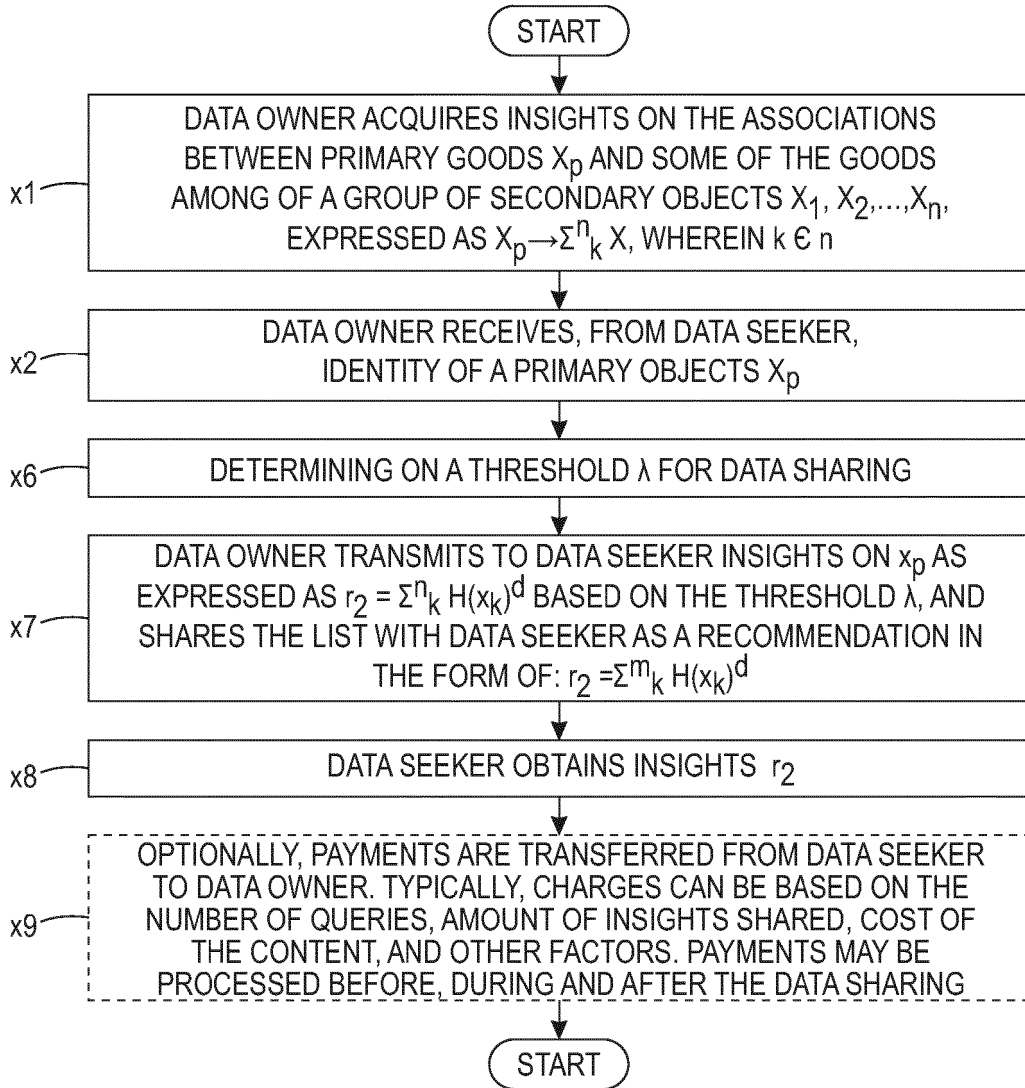 START
x1
DATA OWNER ACQUIRES INSIGHTS ON THE ASSOCIATIONS
BETWEEN PRIMARY GOODS Xp AND SOME OF THE GOODS
AMONG OF A GROUP OF SECONDARY OBJECTS X1, X2,...,Xn,
EXPRESSED AS Xp→Σ^n_k X, WHEREIN k Є n
x2
DATA OWNER RECEIVES, FROM DATA SEEKER,
IDENTITY OF A PRIMARY OBJECTS Xp
x6
DETERMINING ON A THRESHOLD λ FOR DATA SHARING
x7
DATA OWNER TRANSMITS TO DATA SEEKER INSIGHTS ON xp AS
EXPRESSED AS r2 = Σ^n_k H(xk)^d BASED ON THE THRESHOLD λ, AND
SHARES THE LIST WITH DATA SEEKER AS A RECOMMENDATION IN
THE FORM OF: r2 =Σ^m_k H(xk)^d
x8
DATA SEEKER OBTAINS INSIGHTS r2
x9
OPTIONALLY, PAYMENTS ARE TRANSFERRED FROM DATA SEEKER
TO DATA OWNER. TYPICALLY, CHARGES CAN BE BASED ON THE
NUMBER OF QUERIES, AMOUNT OF INSIGHTS SHARED, COST OF
THE CONTENT, AND OTHER FACTORS. PAYMENTS MAY BE
PROCESSED BEFORE, DURING AND AFTER THE DATA SHARING
START